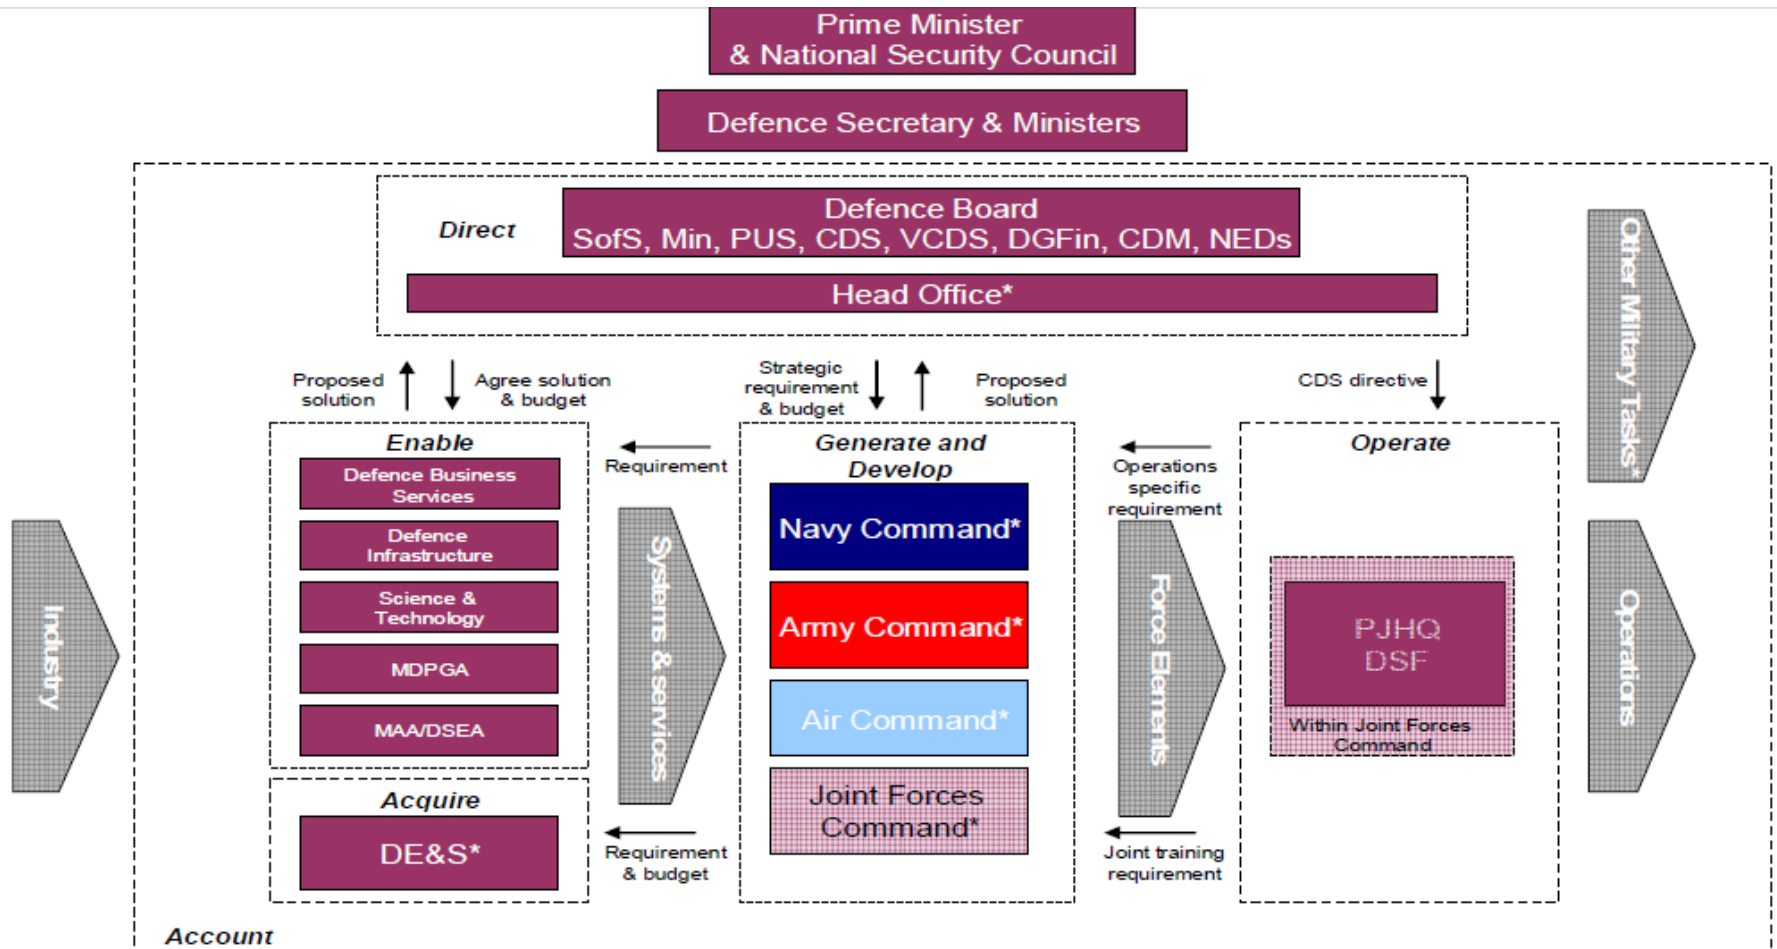 Prime Minister
& National Security Council
Defence Secretary & Ministers
Direct
Defence Board
SofS, Min, PUS, CDS, VCDS, DGFin, CDM, NEDs
Head Office*
Proposed
solution
Agree solution
& budget
Strategic
requirement
& budget
Proposed
solution
CDS directive
Other Military Tasks*
Enable
Defence Business
Services
Defence
Infrastructure
Science &
Technology
MDPGA
MAA/DSEA
Acquire
DE&S*
Industry
Requirement
Systems & services
Requirement
& budget
Generate and
Develop
Navy Command*
Army Command*
Air Command*
Joint Forces
Command*
Operations
specific
requirement
Force Elements
Joint training
requirement
Operate
PJHQ
DSF
Within Joint Forces
Command
Operations
Account